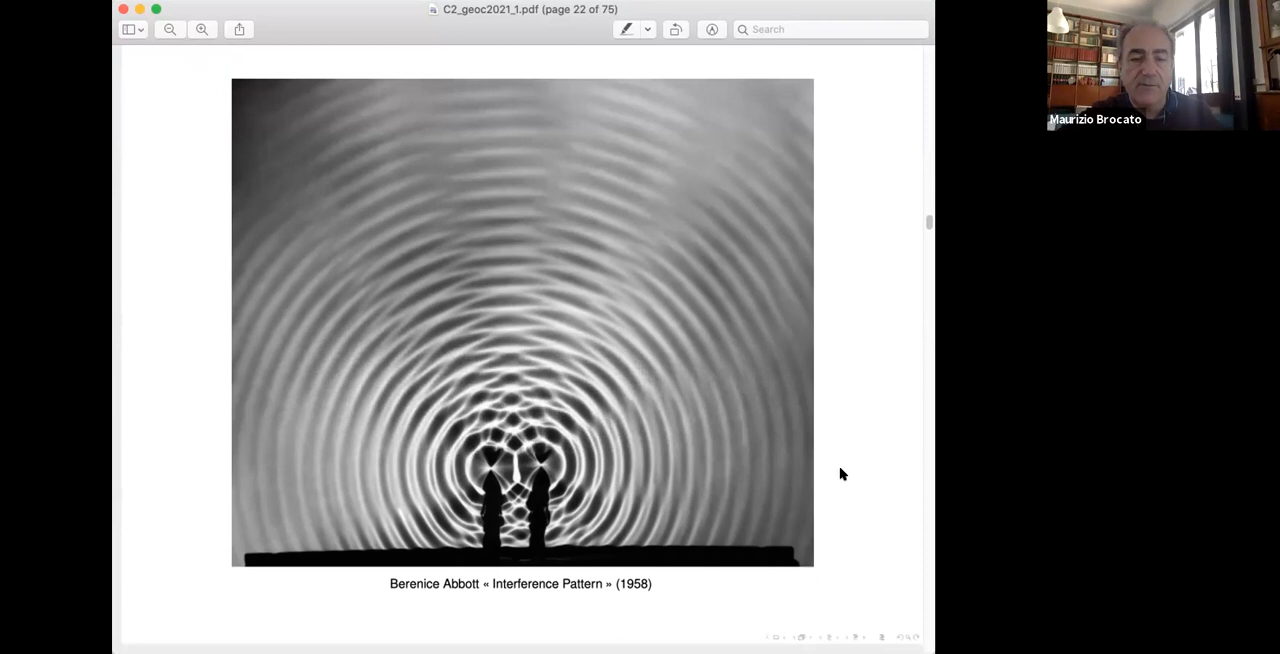 C2_geoc2021_1.pdf (page 22 of 75)
Search
Maurizio Brocato
Berenice Abbott « Interference Pattern » (1958)